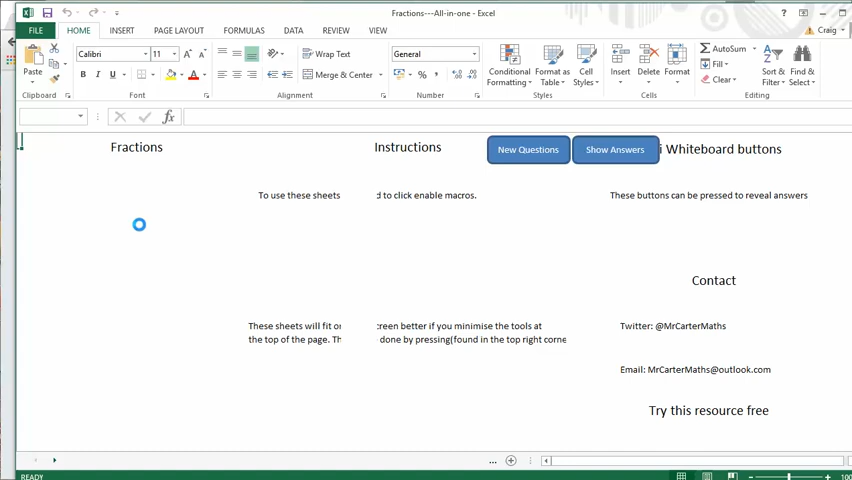 Fractions---All-in-one - Excel
FILE HOME INSERT PAGE LAYOUT FORMULAS DATA REVIEW VIEW Craig
Calibri 11 Wrap Text General AutoSum
Fill
Paste B I U A Merge & Center % Conditional Formatting Format as Table Cell Styles Insert Delete Format Clear Sort & Filter Find & Select
Clipboard Font Alignment Number Styles Cells Editing
fx
Fractions Instructions New Questions Show Answers i Whiteboard buttons
To use these sheets d to click enable macros. These buttons can be pressed to reveal answers
Contact
These sheets will fit or creen better if you minimise the tools at
the top of the page. Th done by pressing(found in the top right corne
Twitter: @MrCarterMaths
Email: MrCarterMaths@outlook.com
Try this resource free
...
READY 100